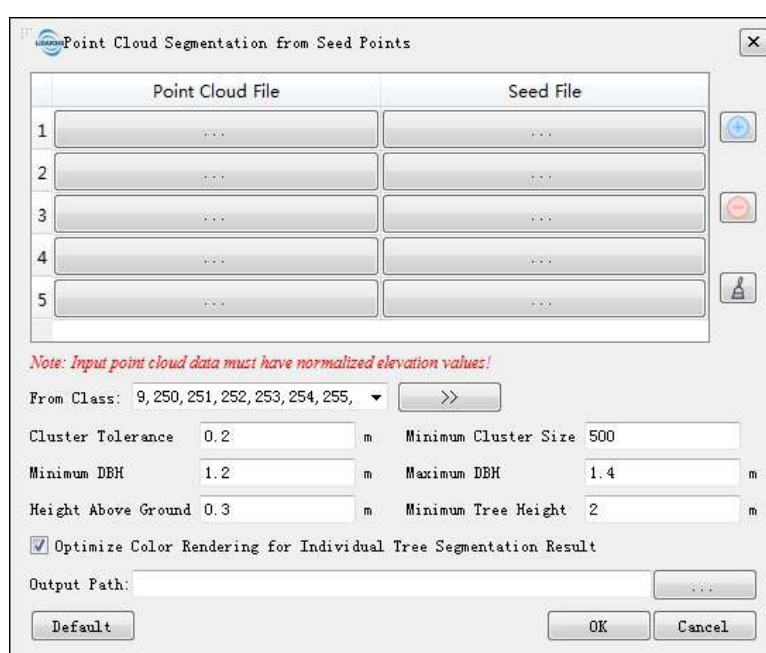 Point Cloud Segmentation from Seed Points
Point Cloud File Seed File
1 ... ...
2 ... ...
3 ... ...
4 ... ...
5 ... ...
Note: Input point cloud data must have normalized elevation values!
From Class: 9, 250, 251, 252, 253, 254, 255, >>
Cluster Tolerance 0.2 m Minimum Cluster Size 500
Minimum DBH 1.2 m Maximum DBH 1.4 m
Height Above Ground 0.3 m Minimum Tree Height 2 m
Optimize Color Rendering for Individual Tree Segmentation Result
Output Path: ...
Default OK Cancel